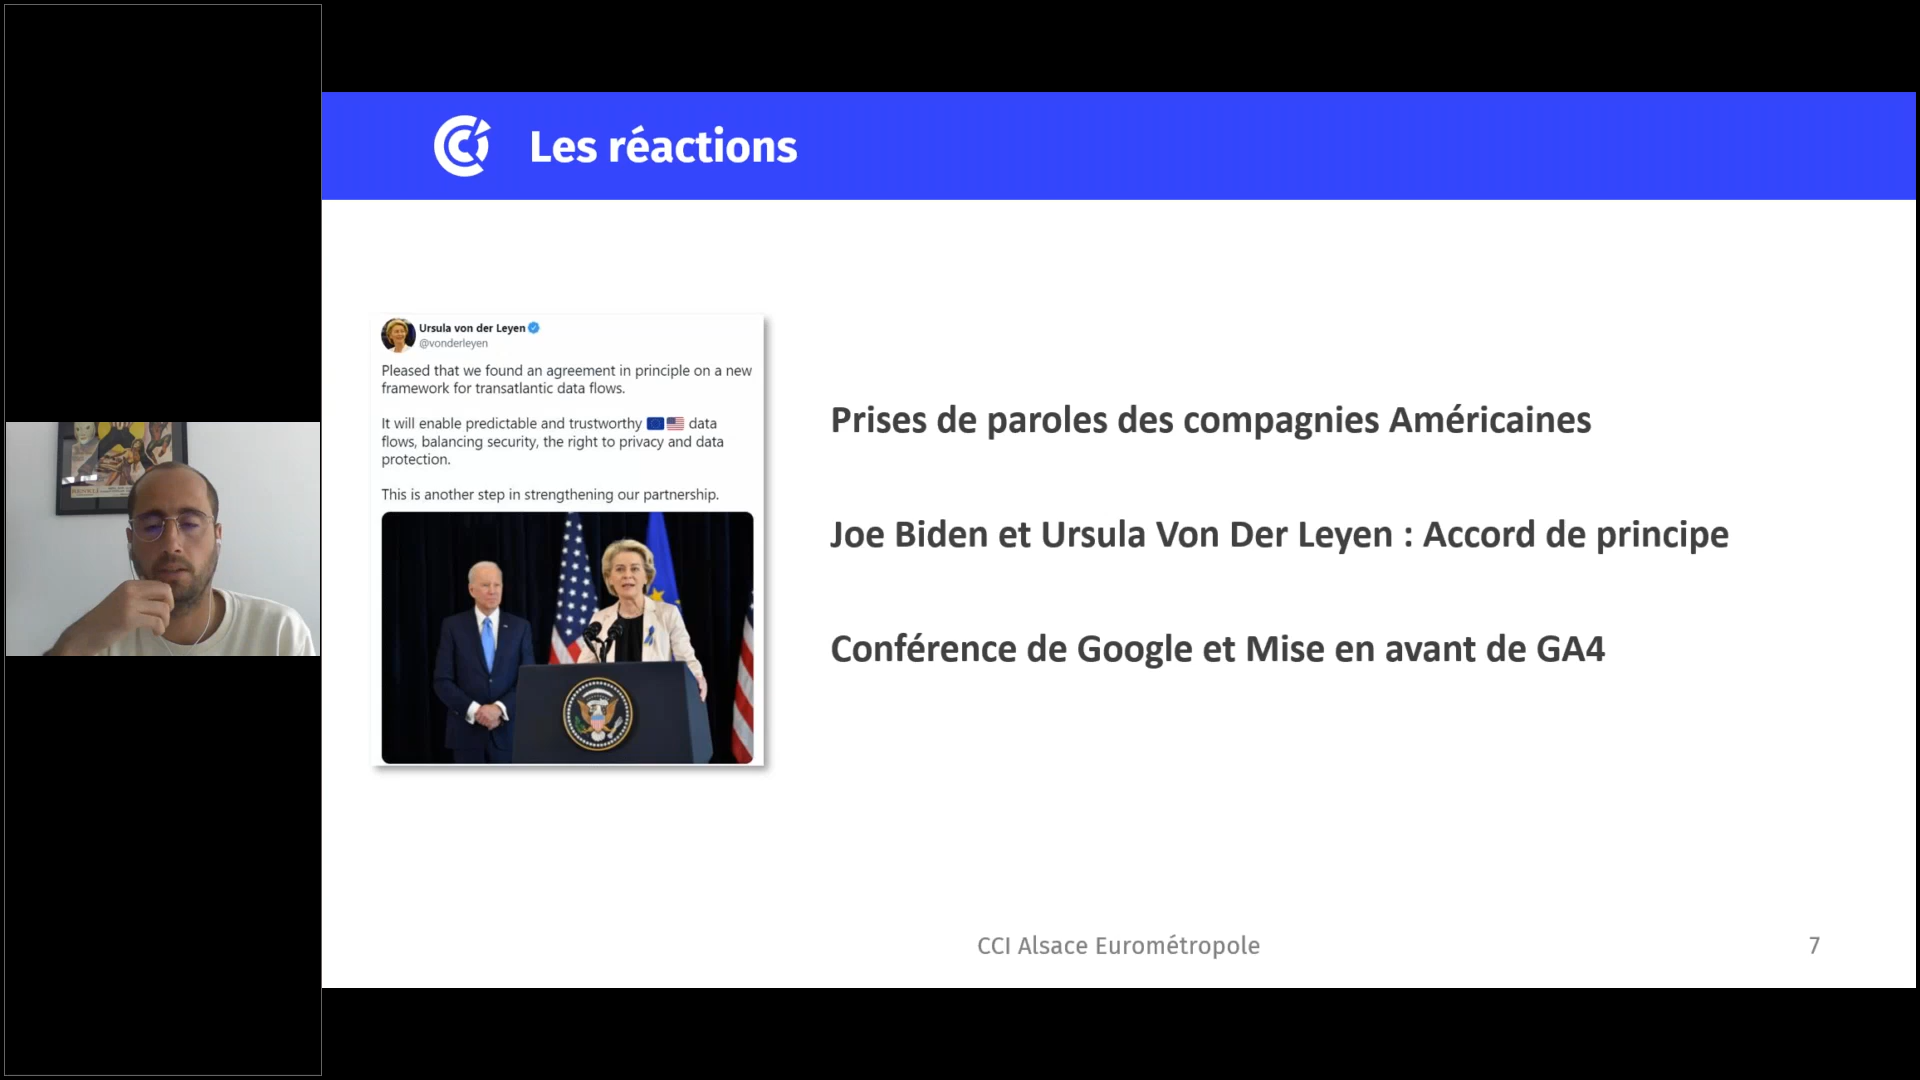 Les réactions
Ursula von der Leyen
@vonderleyen
Pleased that we found an agreement in principle on a new
framework for transatlantic data flows.
It will enable predictable and trustworthy 🇪🇺🇺🇸 data
flows, balancing security, the right to privacy and data
protection.
This is another step in strengthening our partnership.
Prises de paroles des compagnies Américaines
Joe Biden et Ursula Von Der Leyen : Accord de principe
Conférence de Google et Mise en avant de GA4
CCI Alsace Eurométropole
7